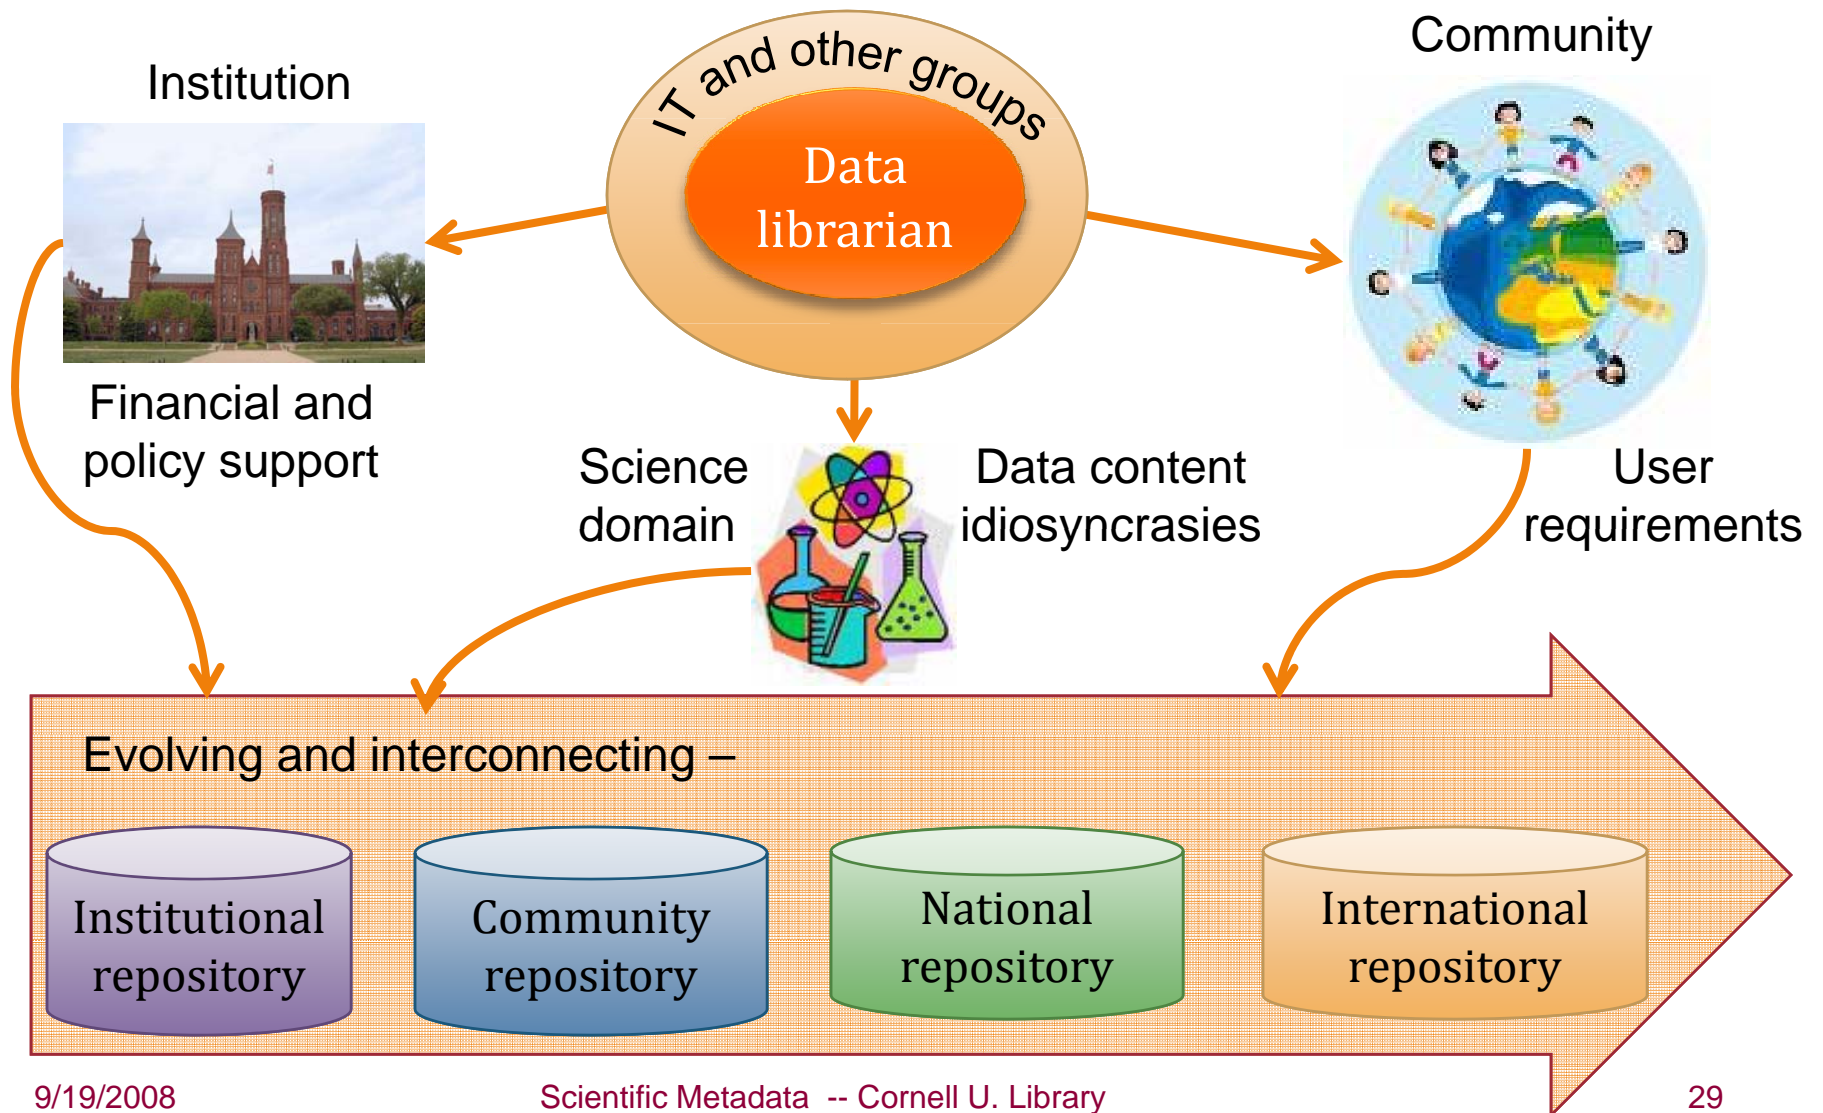 Institution
IT and other groups
Data
librarian
Community
Financial and
policy support
Science
domain
Data content
idiosyncrasies
User
requirements
Evolving and interconnecting –
Institutional
repository
Community
repository
National
repository
International
repository
9/19/2008
Scientific Metadata -- Cornell U. Library
29